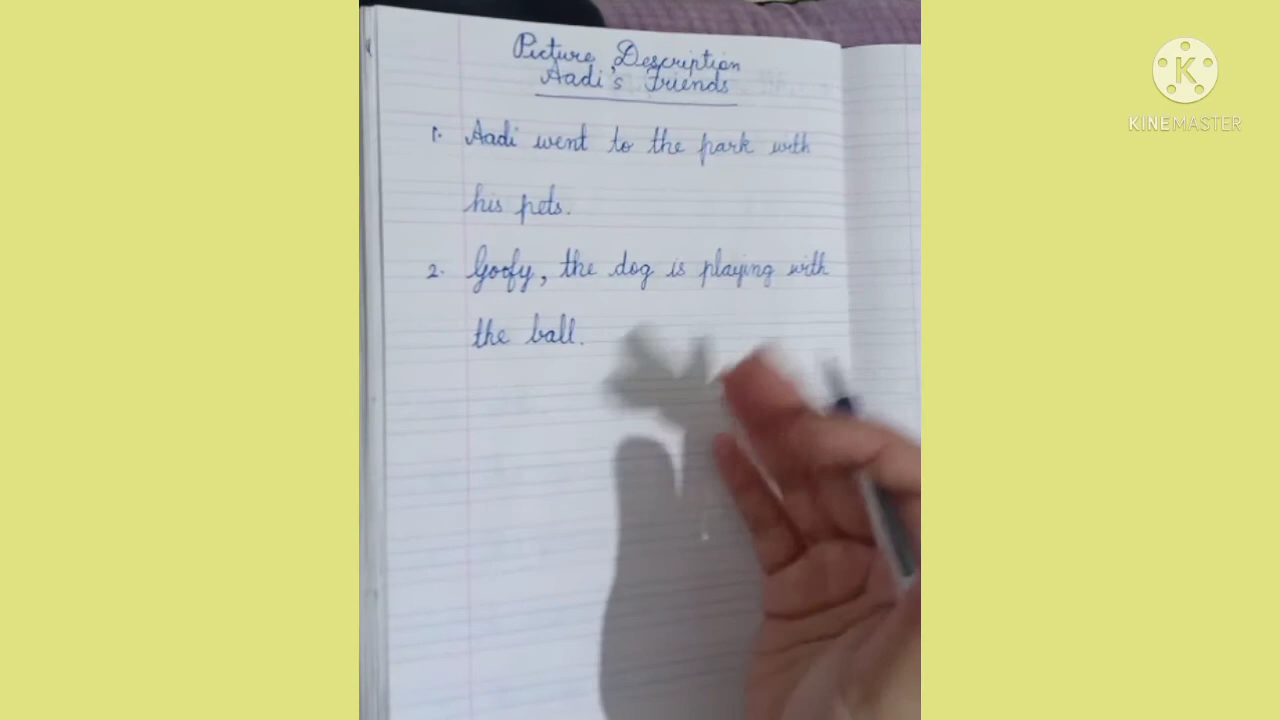 Picture Description
Aadi's Friends
1. Aadi went to the park with
his pets.
2. Goofy, the dog is playing with
the ball.
K
KINEMASTER